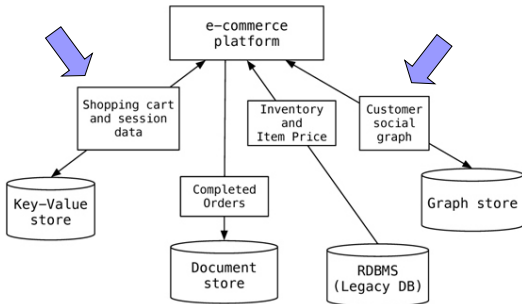 e-commerce
platform
Shopping cart
and session
data
Inventory
and
Item Price
Customer
social
graph
Completed
Orders
Key-Value
store
Document
store
RDBMS
(Legacy DB)
Graph store